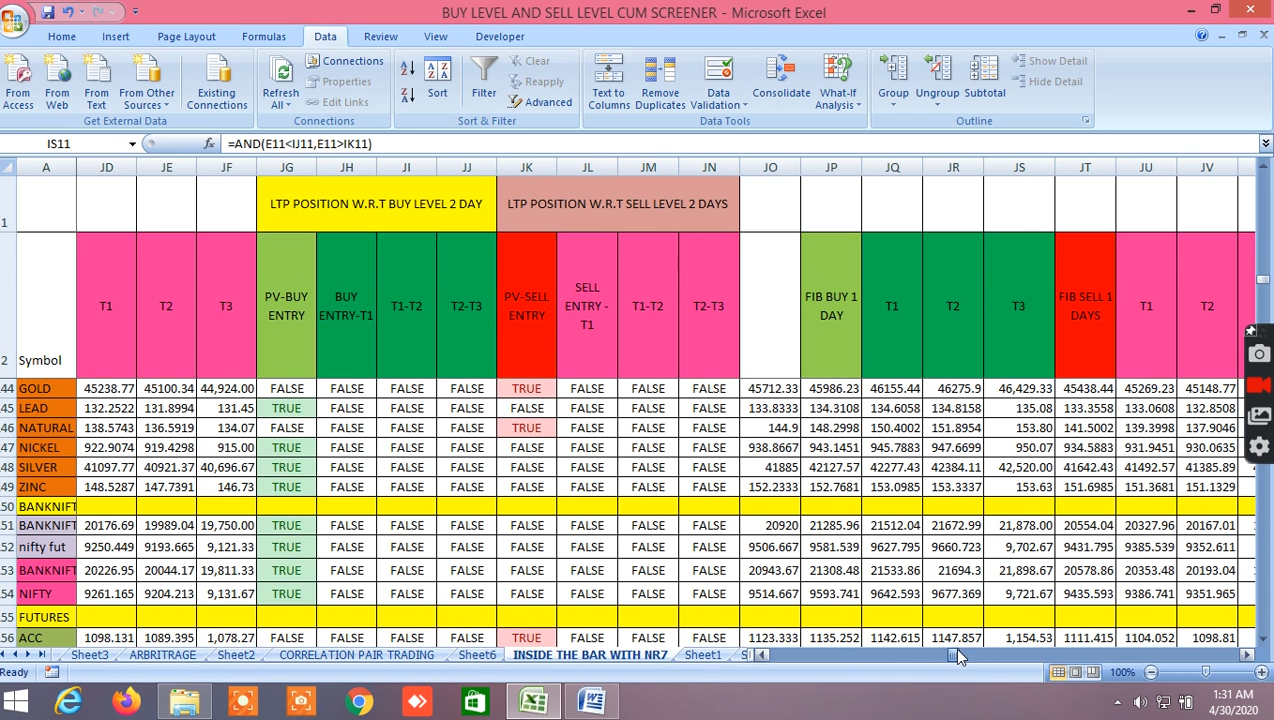 BUY LEVEL AND SELL LEVEL CUM SCREENER - Microsoft Excel
Home Insert Page Layout Formulas Data Review View Developer
From Access From Web From Text From Other Sources Existing Connections Refresh All Connections Properties Edit Links Sort Filter Clear Reapply Advanced Text to Columns Remove Duplicates Data Validation Consolidate What-If Analysis Group Ungroup Subtotal Show Detail Hide Detail
Get External Data Connections Sort & Filter Data Tools Outline
IS11 fx =AND(E11<IJ11,E11>IK11)
A JD JE JF JG JH JI JJ JK JL JM JN JO JP JQ JR JS JT JU JV
1 LTP POSITION W.R.T BUY LEVEL 2 DAY LTP POSITION W.R.T SELL LEVEL 2 DAYS
2 Symbol T1 T2 T3 PV-BUY ENTRY BUY ENTRY-T1 T1-T2 T2-T3 PV-SELL ENTRY SELL ENTRY - T1 T1-T2 T2-T3 FIB BUY 1 DAY T1 T2 T3 FIB SELL 1 DAYS T1 T2
44 GOLD 45238.77 45100.34 44,924.00 FALSE FALSE FALSE FALSE TRUE FALSE FALSE FALSE 45712.33 45986.23 46155.44 46275.9 46,429.33 45438.44 45269.23 45148.77
45 LEAD 132.2522 131.8994 131.45 TRUE FALSE FALSE FALSE FALSE FALSE FALSE FALSE 133.8333 134.3108 134.6058 134.8158 135.08 133.3558 133.0608 132.8508
46 NATURAL 138.5743 136.5919 134.07 FALSE FALSE FALSE FALSE TRUE FALSE FALSE FALSE 144.9 148.2998 150.4002 151.8954 153.80 141.5002 139.3998 137.9046
47 NICKEL 922.9074 919.4298 915.00 TRUE FALSE FALSE FALSE FALSE FALSE FALSE FALSE 938.8667 943.1451 945.7883 947.6699 950.07 934.5883 931.9451 930.0635
48 SILVER 41097.77 40921.37 40,696.67 TRUE FALSE FALSE FALSE FALSE FALSE FALSE FALSE 41885 42127.57 42277.43 42384.11 42,520.00 41642.43 41492.57 41385.89
49 ZINC 148.5287 147.7391 146.73 TRUE FALSE FALSE FALSE FALSE FALSE FALSE FALSE 152.2333 152.7681 153.0985 153.3337 153.63 151.6985 151.3681 151.1329
50 BANKNIFT
51 BANKNIFT 20176.69 19989.04 19,750.00 TRUE FALSE FALSE FALSE FALSE FALSE FALSE FALSE 20920 21285.96 21512.04 21672.99 21,878.00 20554.04 20327.96 20167.01
52 nifty fut 9250.449 9193.665 9,121.33 TRUE FALSE FALSE FALSE FALSE FALSE FALSE FALSE 9506.667 9581.539 9627.795 9660.723 9,702.67 9431.795 9385.539 9352.611
53 BANKNIFT 20226.95 20044.17 19,811.33 TRUE FALSE FALSE FALSE FALSE FALSE FALSE FALSE 20943.67 21308.48 21533.86 21694.3 21,898.67 20578.86 20353.48 20193.04
54 NIFTY 9261.165 9204.213 9,131.67 TRUE FALSE FALSE FALSE FALSE FALSE FALSE FALSE 9514.667 9593.741 9642.593 9677.369 9,721.67 9435.593 9386.741 9351.965
55 FUTURES
56 ACC 1098.131 1089.395 1,078.27 FALSE FALSE FALSE FALSE TRUE FALSE FALSE FALSE 1123.333 1135.252 1142.615 1147.857 1,154.53 1111.415 1104.052 1098.81
Sheet3 ARBITRAGE Sheet2 CORRELATION PAIR TRADING Sheet6 INSIDE THE BAR WITH NR7 Sheet1 S
Ready 100%
1:31 AM
4/30/2020